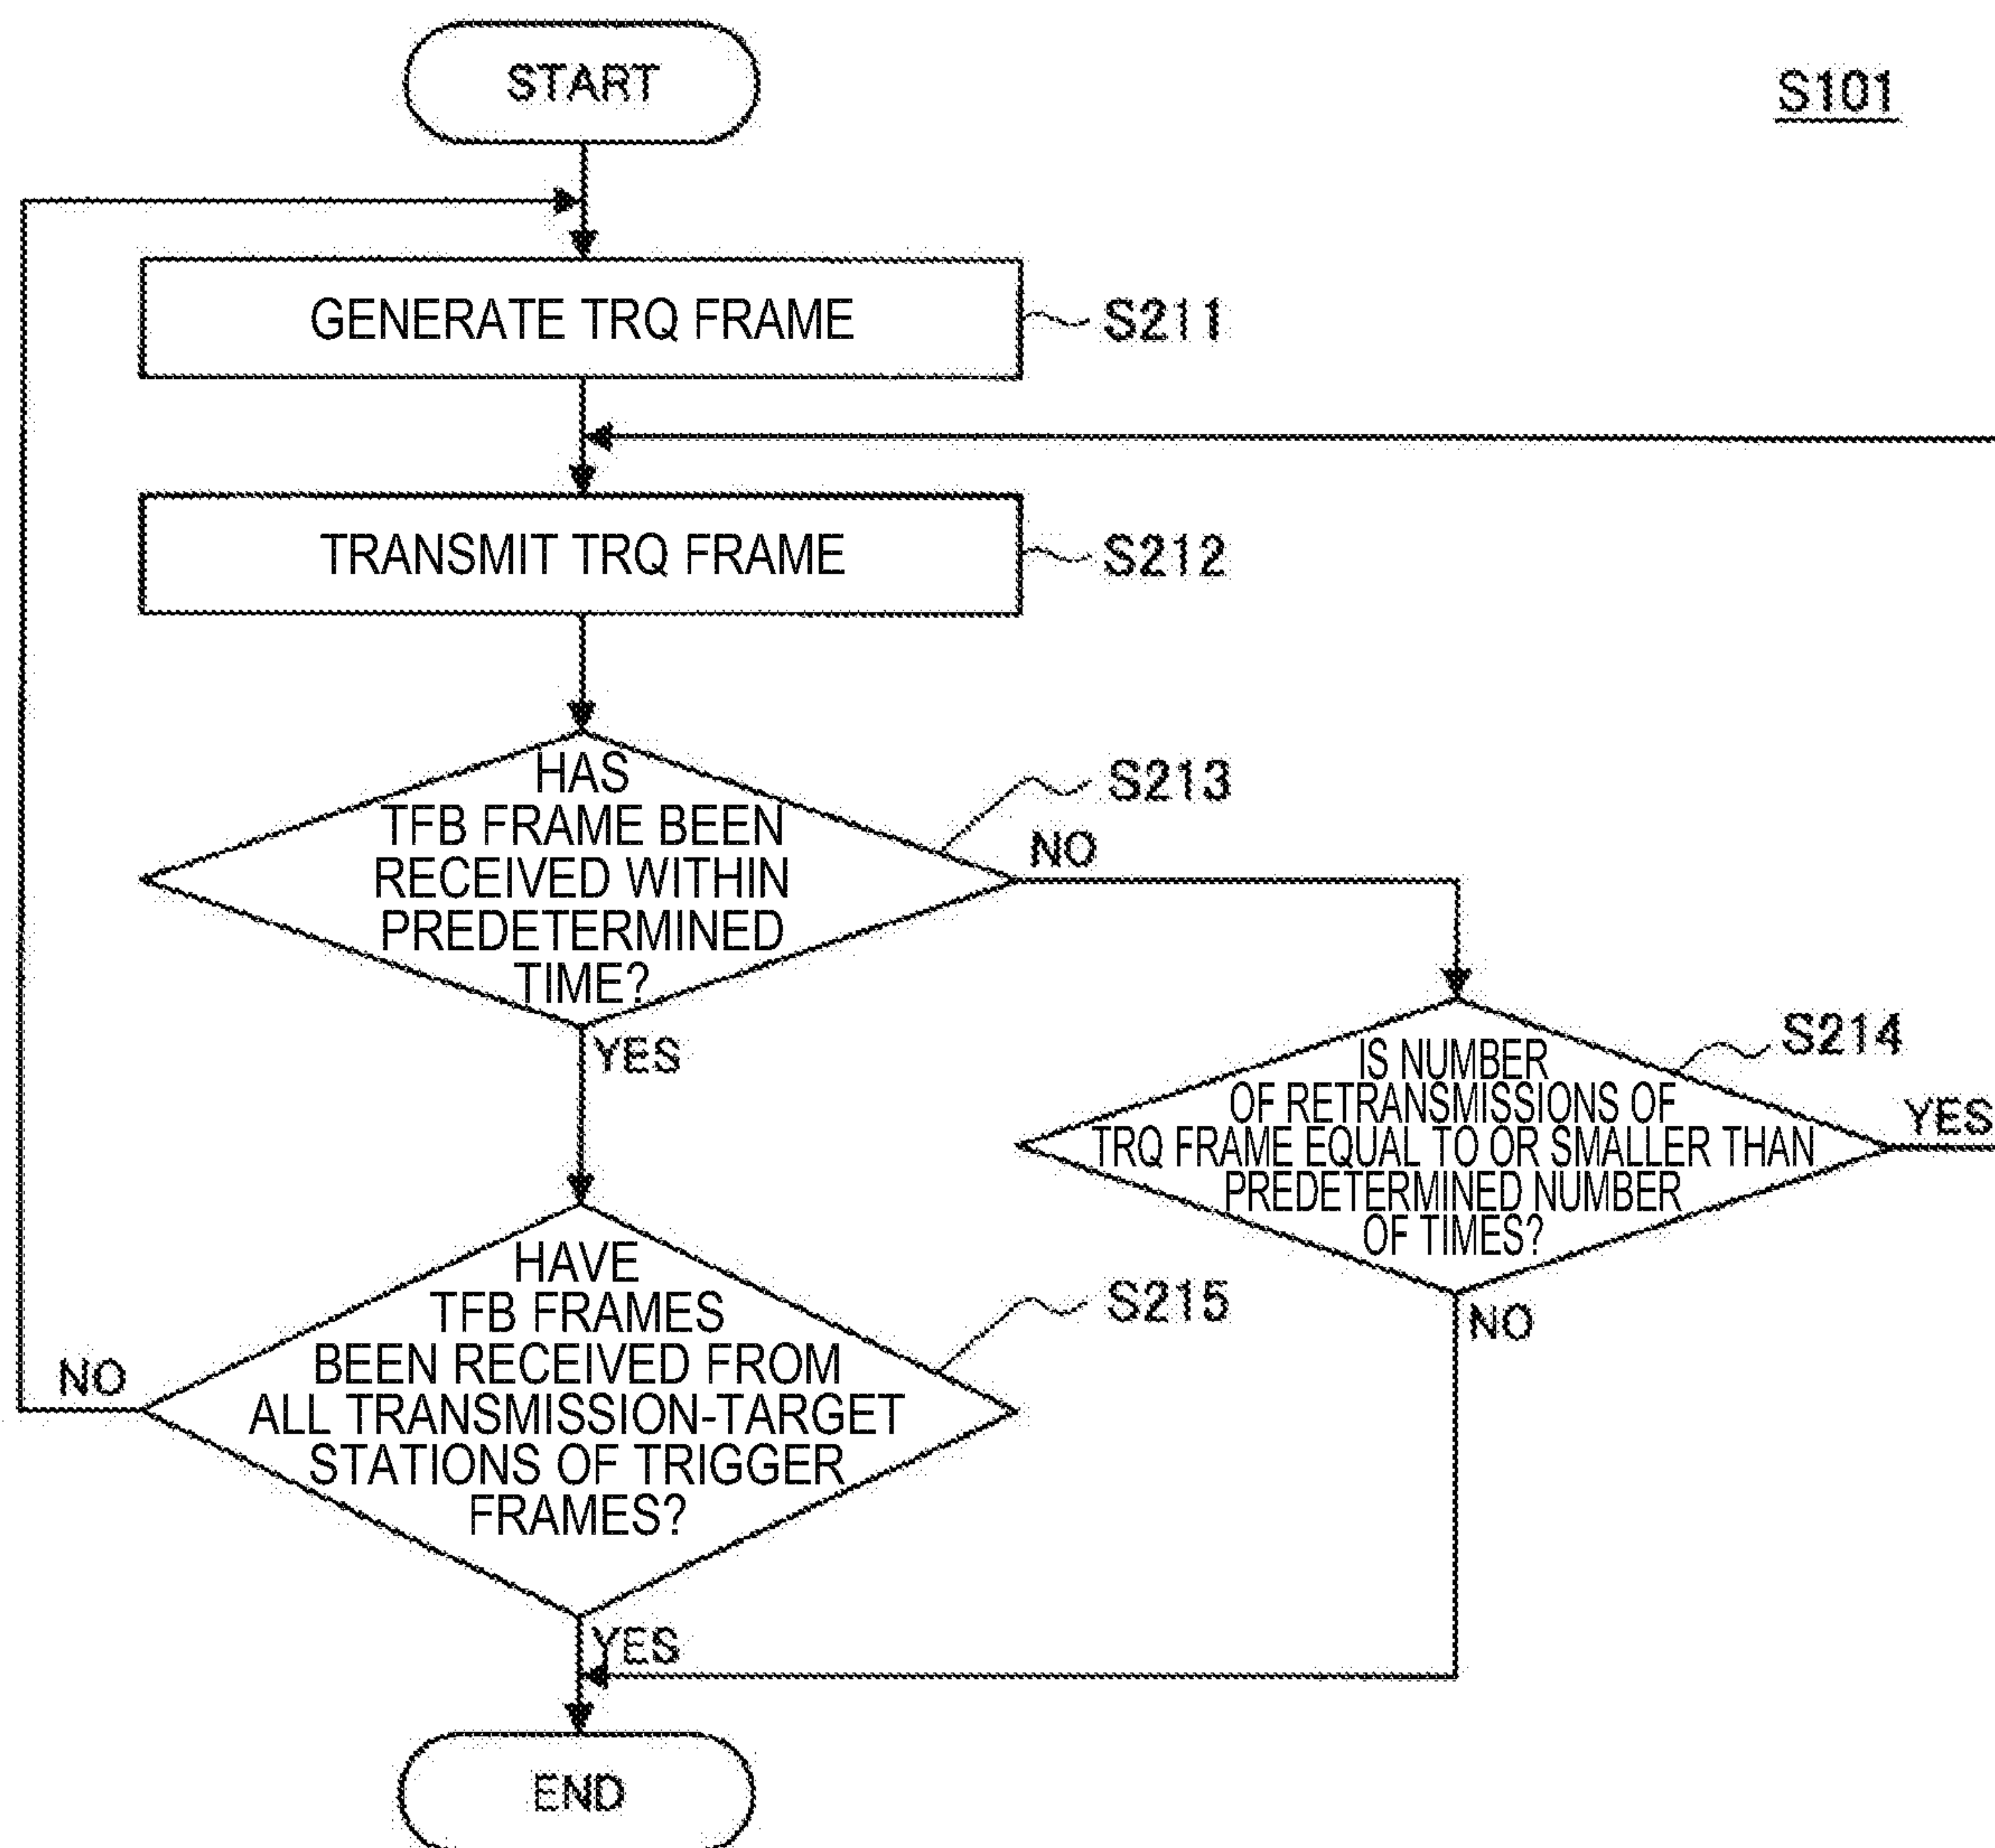 START
S101
GENERATE TRQ FRAME
S211
TRANSMIT TRQ FRAME
S212
HAS
TFB FRAME BEEN
RECEIVED WITHIN
PREDETERMINED
TIME?
S213
NO
YES
IS NUMBER
OF RETRANSMISSIONS OF
TRQ FRAME EQUAL TO OR SMALLER THAN
PREDETERMINED NUMBER
OF TIMES?
S214
YES
NO
HAVE
TFB FRAMES
BEEN RECEIVED FROM
ALL TRANSMISSION-TARGET
STATIONS OF TRIGGER
FRAMES?
S215
NO
YES
END